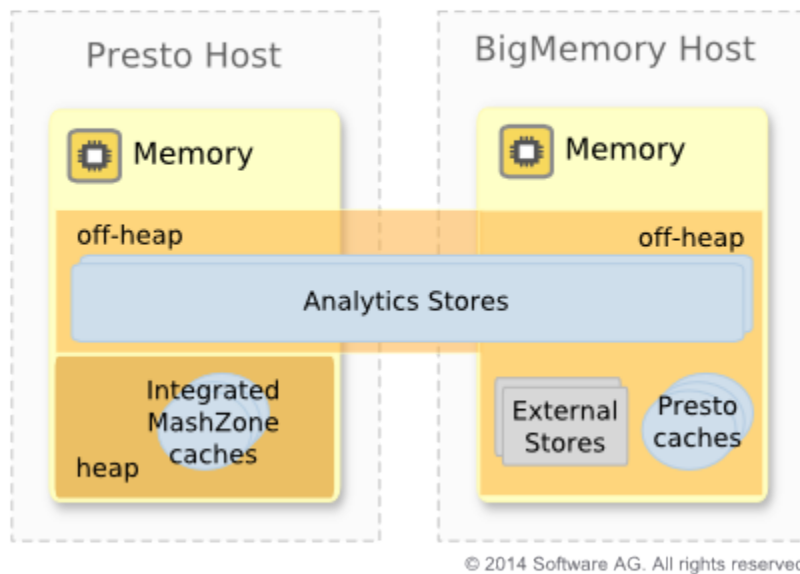 Presto Host
BigMemory Host
Memory
Memory
off-heap
off-heap
Analytics Stores
Integrated
MashZone
caches
heap
External
Stores
Presto
caches
© 2014 Software AG. All rights reserved